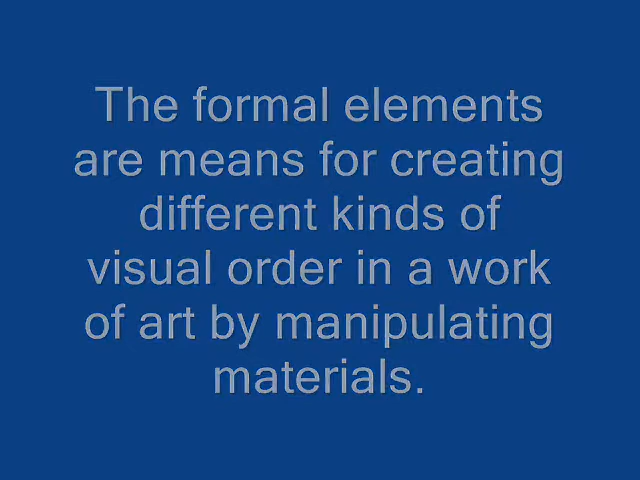 The formal elements
are means for creating
different kinds of
visual order in a work
of art by manipulating
materials.